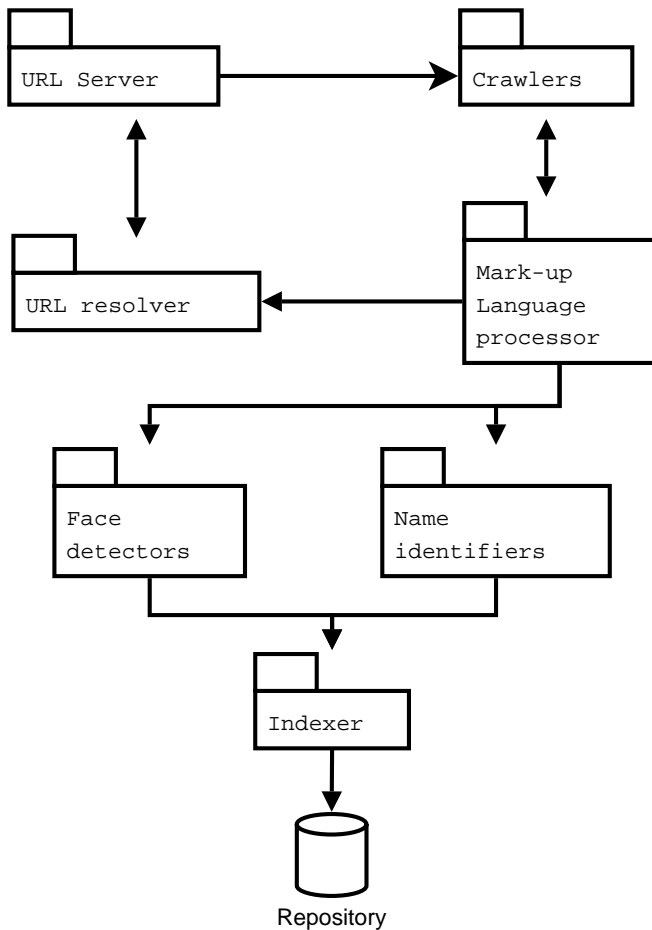 URL Server
Crawlers
URL resolver
Mark-up
Language
processor
Face
detectors
Name
identifiers
Indexer
Repository